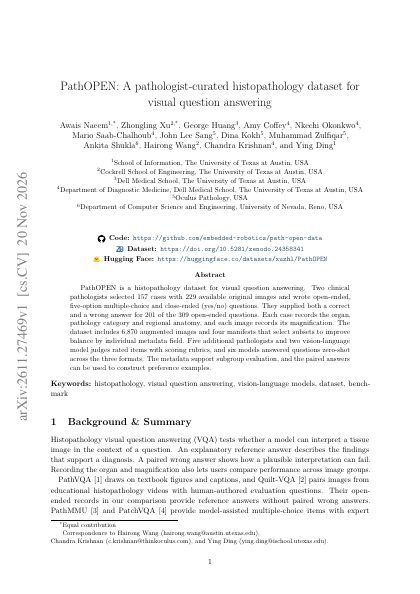 PathOPEN: A pathologist-curated histopathology dataset for
visual question answering
Awais Naeem1,*, Zhongling Xu2,*, George Huang3, Amy Coffey4, Nkechi Okonkwo4,
Mario Saab-Chalhoub4, John Lee Sang5, Dina Kokh5, Muhammad Zulfiqar5,
Ankita Shukla6, Hairong Wang2, Chandra Krishnan4, and Ying Ding1
1School of Information, The University of Texas at Austin, USA
2Cockrell School of Engineering, The University of Texas at Austin, USA
3Dell Medical School, The University of Texas at Austin, USA
4Department of Diagnostic Medicine, Dell Medical School, The University of Texas at Austin, USA
5Oculus Pathology, USA
6Department of Computer Science and Engineering, University of Nevada, Reno, USA
Code: https://github.com/embedded-robotics/path-open-data
Dataset: https://doi.org/10.5281/zenodo.24358341
Hugging Face: https://huggingface.co/datasets/xuzhl/PathOPEN
Abstract
PathOPEN is a histopathology dataset for visual question answering. Two clinical
pathologists selected 157 cases with 229 available original images and wrote open-ended,
five-option multiple-choice and close-ended (yes/no) questions. They supplied both a correct
and a wrong answer for 201 of the 309 open-ended questions. Each case records the organ,
pathology category and regional anatomy, and each image records its magnification. The
dataset includes 6,870 augmented images and four manifests that select subsets to improve
balance by individual metadata field. Five additional pathologists and two vision-language
model judges rated items with scoring rubrics, and six models answered questions zero-shot
across the three formats. The metadata support subgroup evaluation, and the paired answers
can be used to construct preference examples.
Keywords: histopathology, visual question answering, vision-language models, dataset, bench-
mark
1 Background & Summary
Histopathology visual question answering (VQA) tests whether a model can interpret a tissue
image in the context of a question. An explanatory reference answer describes the findings
that support a diagnosis. A paired wrong answer shows how a plausible interpretation can fail.
Recording the organ and magnification also lets users compare performance across image groups.
PathVQA [1] draws on textbook figures and captions, and Quilt-VQA [2] pairs images from
educational histopathology videos with human-authored evaluation questions. Their open-
ended records in our comparison provide reference answers without paired wrong answers.
PathMMU [3] and PatchVQA [4] provide model-assisted multiple-choice items with expert
*Equal contribution
Correspondence to Hairong Wang (hairong.wang@austin.utexas.edu),
Chandra Krishnan (c.krishnan@thinkoculus.com), and Ying Ding (ying.ding@ischool.utexas.edu).
1
arXiv:2611.27469v1 [cs.CV] 20 Nov 2026